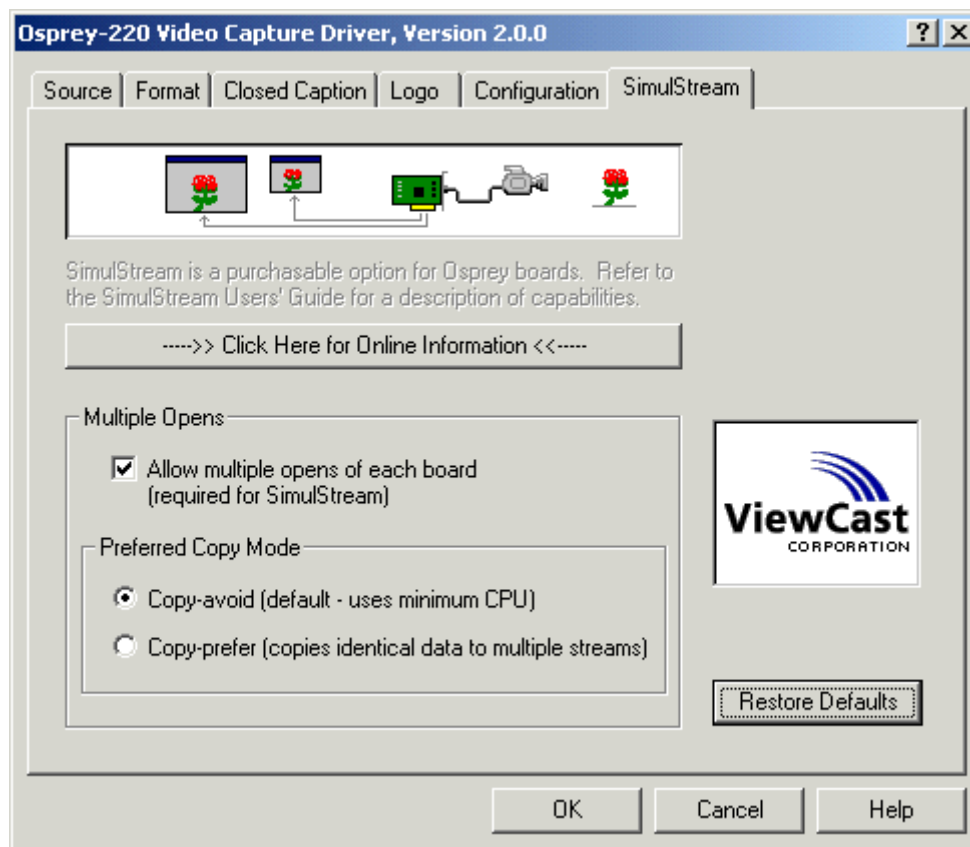 Osprey-220 Video Capture Driver, Version 2.0.0
Source Format Closed Caption Logo Configuration SimulStream
SimulStream is a purchasable option for Osprey boards. Refer to
the SimulStream Users' Guide for a description of capabilities.
----->> Click Here for Online Information <<-----
Multiple Opens
Allow multiple opens of each board
(required for SimulStream)
Preferred Copy Mode
Copy-avoid (default - uses minimum CPU)
Copy-prefer (copies identical data to multiple streams)
ViewCast
CORPORATION
Restore Defaults
OK Cancel Help